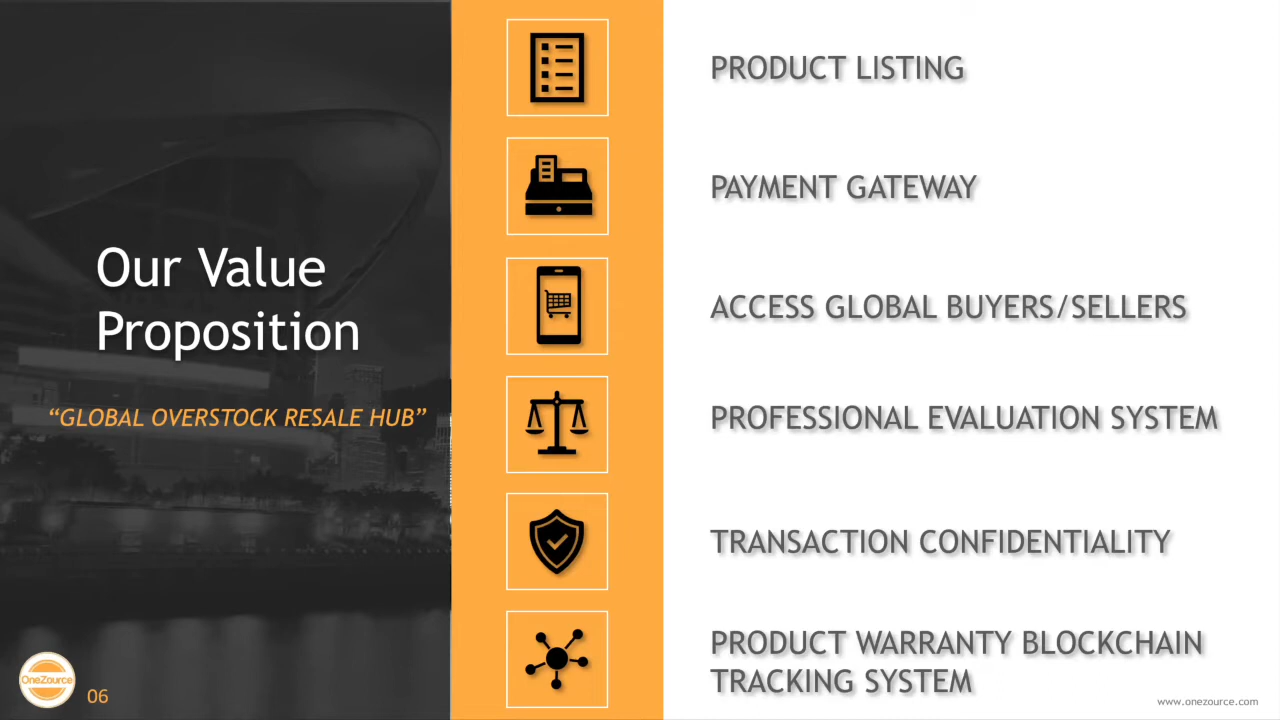 Our Value
Proposition
“GLOBAL OVERSTOCK RESALE HUB”
OneZource
06
PRODUCT LISTING
PAYMENT GATEWAY
ACCESS GLOBAL BUYERS/SELLERS
PROFESSIONAL EVALUATION SYSTEM
TRANSACTION CONFIDENTIALITY
PRODUCT WARRANTY BLOCKCHAIN
TRACKING SYSTEM
www.onezource.com